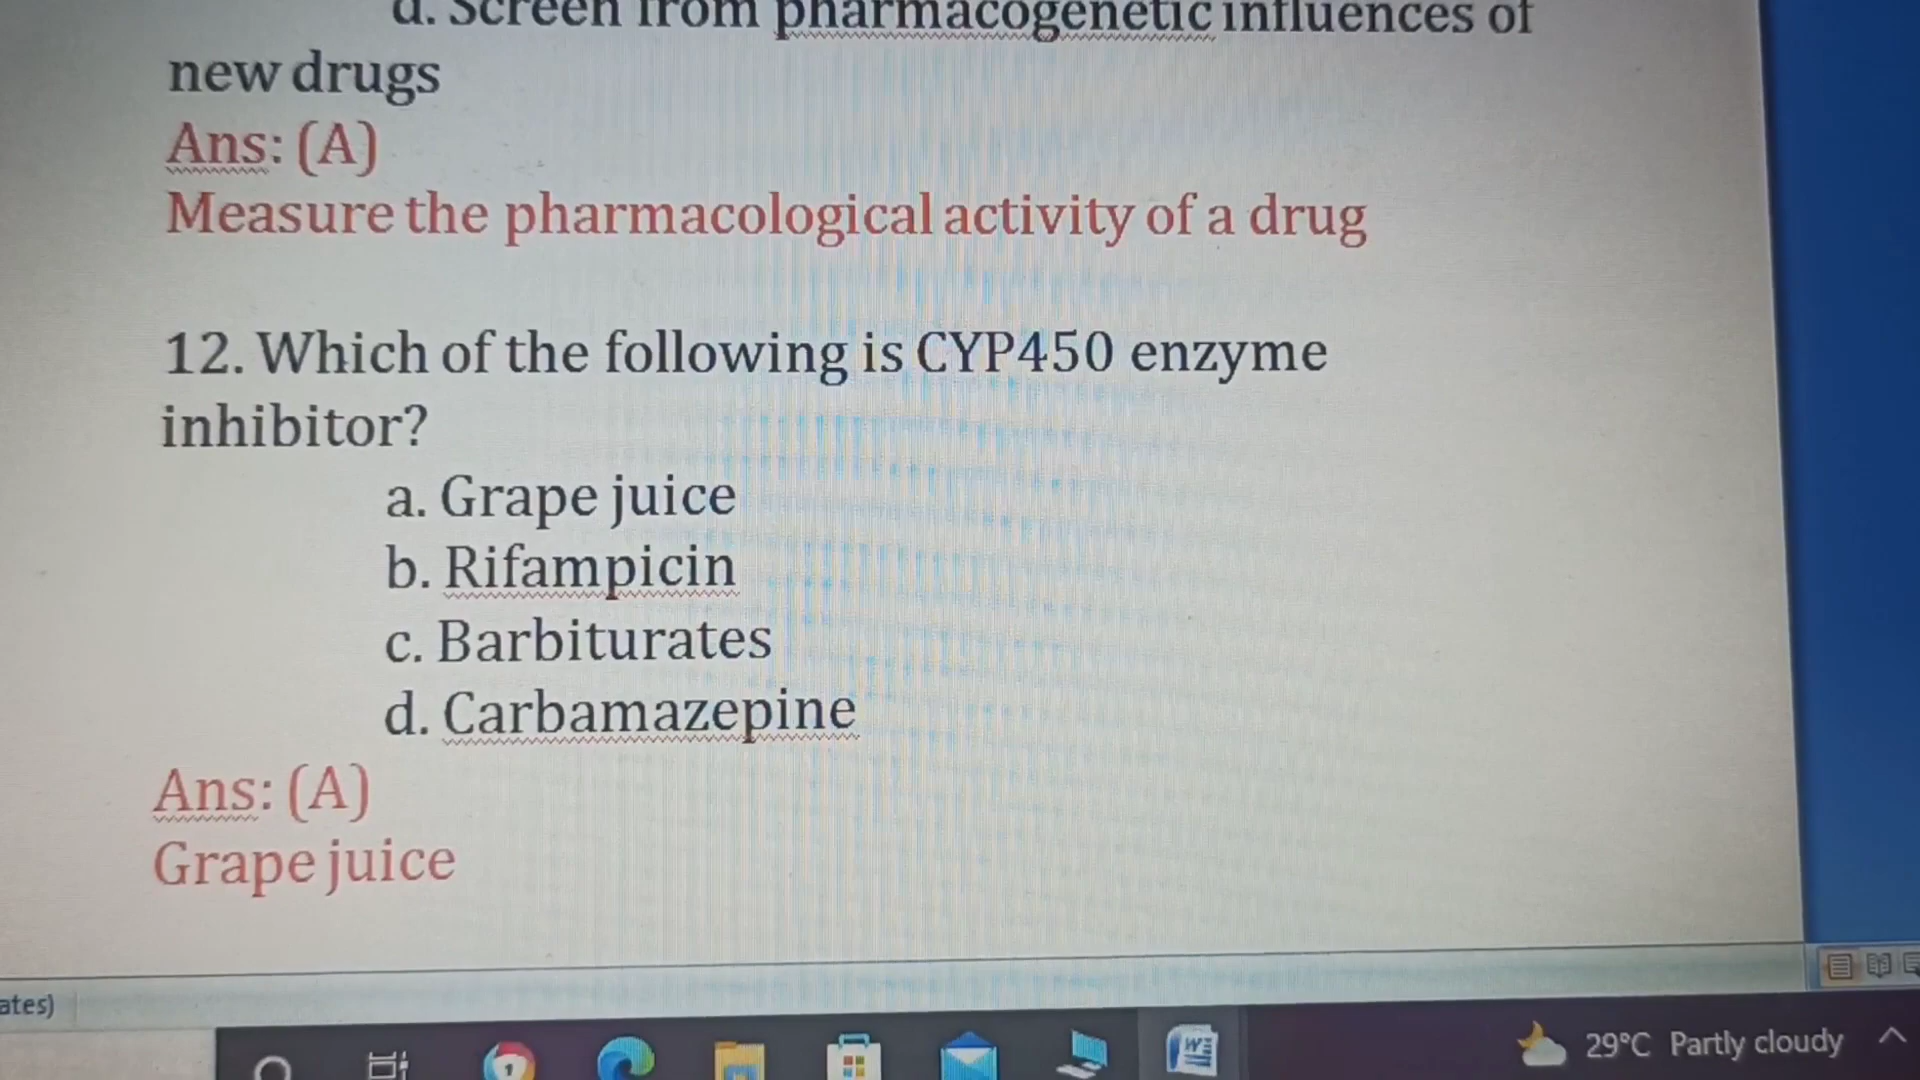 d. Screen from pharmacogenetic influences of
new drugs
Ans: (A)
Measure the pharmacological activity of a drug
12. Which of the following is CYP450 enzyme
inhibitor?
a. Grape juice
b. Rifampicin
c. Barbiturates
d. Carbamazepine
Ans: (A)
Grape juice
ates)
1
W
29°C Partly cloudy